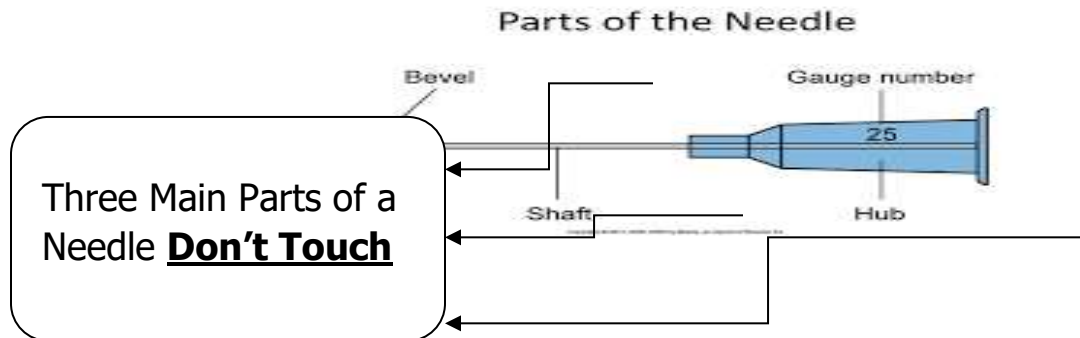 Parts of the Needle
Bevel
Gauge number
25
Three Main Parts of a
Needle Don’t Touch
Shaft
Hub